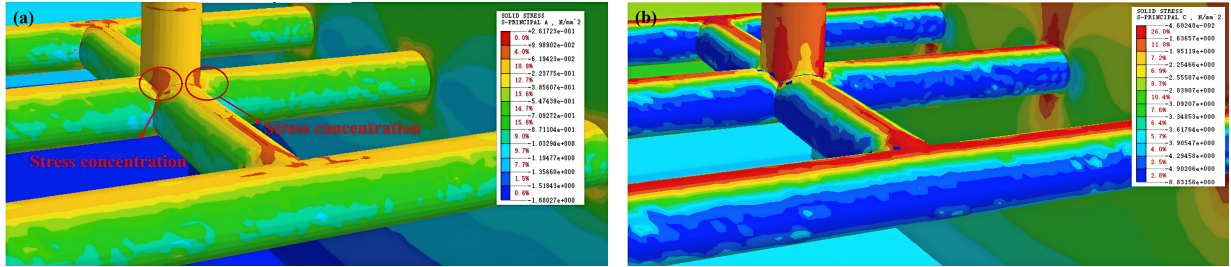 (a)
SOLID STRESS
S-PRINCIPAL A , N/mm^2
+2.61723e-001
0.0%
+9.98902e-002
4.0%
-6.19423e-002
10.9%
-2.23775e-001
12.7%
-3.85607e-001
13.6%
-5.47439e-001
14.7%
-7.09272e-001
15.8%
-8.71104e-001
9.0%
-1.03294e+000
9.7%
-1.19477e+000
7.7%
-1.35660e+000
1.5%
-1.51843e+000
0.6%
-1.68027e+000
Stress concentration
Stress concentration
(b)
SOLID STRESS
S-PRINCIPAL C , N/mm^2
-4.60248e-002
26.0%
-1.63657e+000
11.8%
-1.95119e+000
7.2%
-2.25466e+000
6.9%
-2.55587e+000
8.7%
-2.83907e+000
10.4%
-3.09207e+000
7.6%
-3.34853e+000
6.4%
-3.61764e+000
5.7%
-3.90547e+000
4.0%
-4.29458e+000
2.5%
-4.90206e+000
2.8%
-8.83156e+000